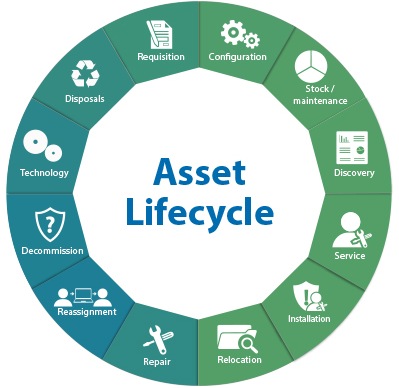 Requisition
Configuration
Stock /
maintenance
Discovery
Service
Installation
Relocation
Repair
Reassignment
Decommission
?
Technology
Disposals
Asset
Lifecycle